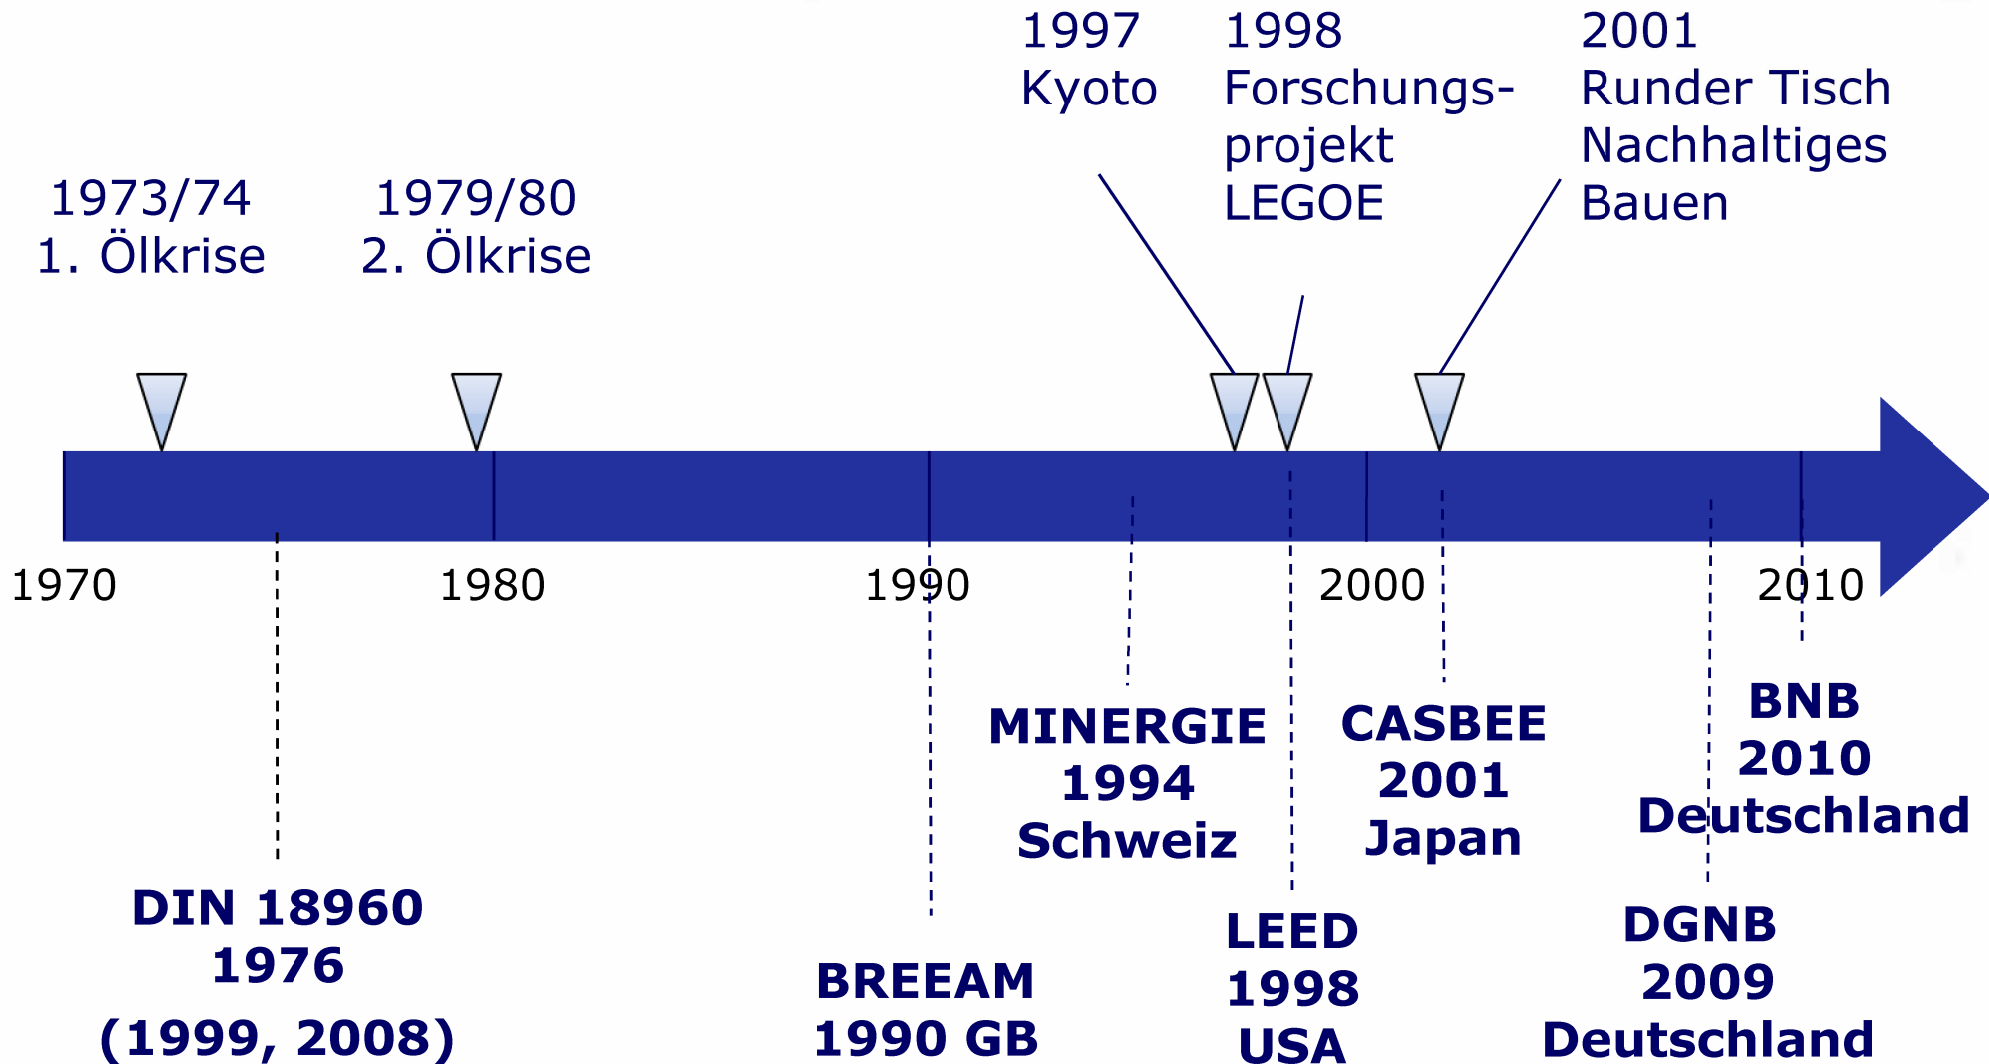 1997
Kyoto
1998
Forschungs-
projekt
LEGOE
2001
Runder Tisch
Nachhaltiges
Bauen
1973/74
1. Ölkrise
1979/80
2. Ölkrise
1970
1980
1990
2000
2010
DIN 18960
1976
(1999, 2008)
BREEAM
1990 GB
MINERGIE
1994
Schweiz
LEED
1998
USA
CASBEE
2001
Japan
DGNB
2009
Deutschland
BNB
2010
Deutschland